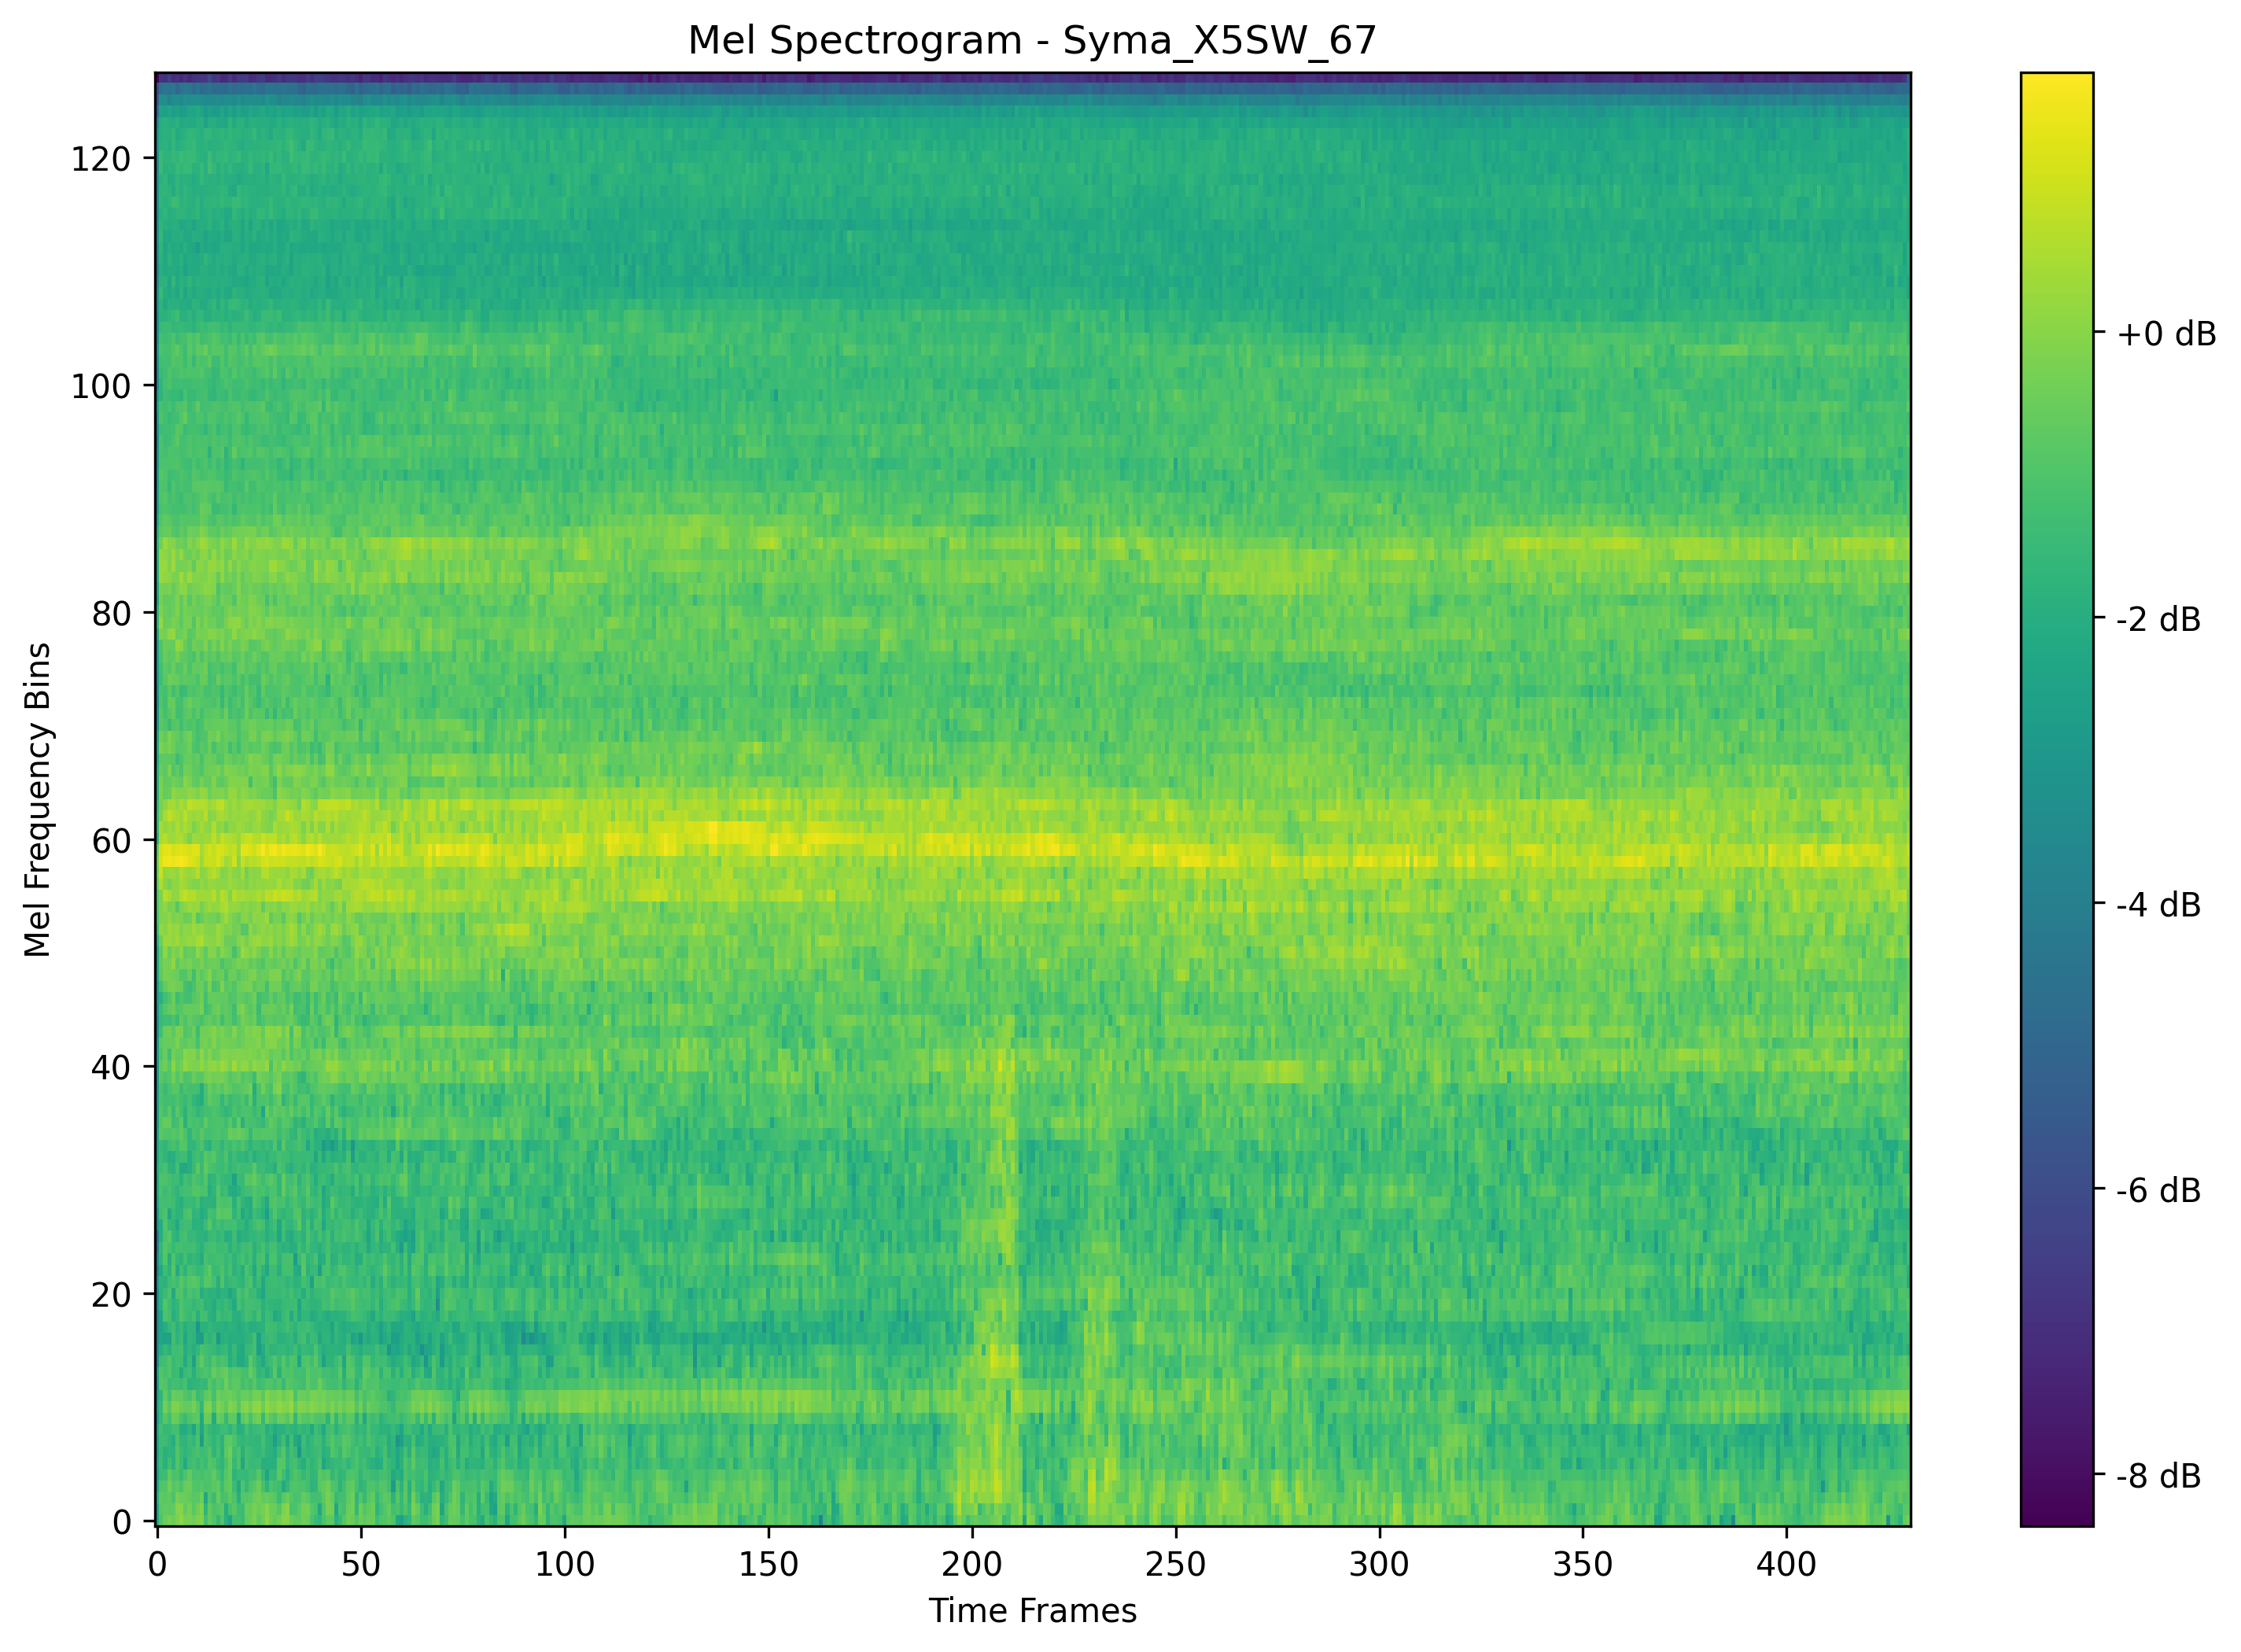 Mel Spectrogram - Syma_X5SW_67
Mel Frequency Bins
120
100
80
60
40
20
0
0 50 100 150 200 250 300 350 400
Time Frames
+0 dB
-2 dB
-4 dB
-6 dB
-8 dB